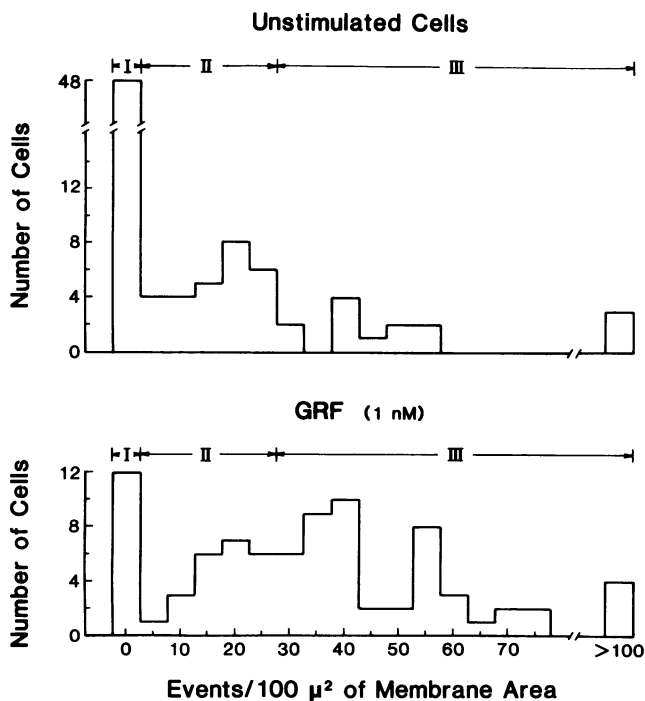 Unstimulated Cells
I II III
48
12
8
4
0
Number of Cells
GRF (1 nM)
I II III
12
8
4
0
Number of Cells
0 10 20 30 40 50 60 70 >100
Events/100 μ² of Membrane Area